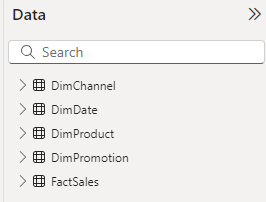 Data
Search
DimChannel
DimDate
DimProduct
DimPromotion
FactSales